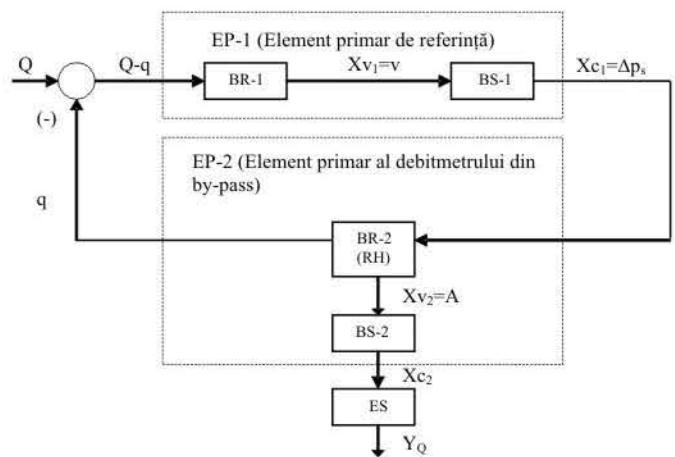 EP-1 (Element primar de referință)
Q
Q-q
BR-1
Xv₁=v
BS-1
Xc₁=Δpₛ
(-)
EP-2 (Element primar al debitmetrului din
by-pass)
q
BR-2
(RH)
Xv₂=A
BS-2
Xc₂
ES
Y_Q